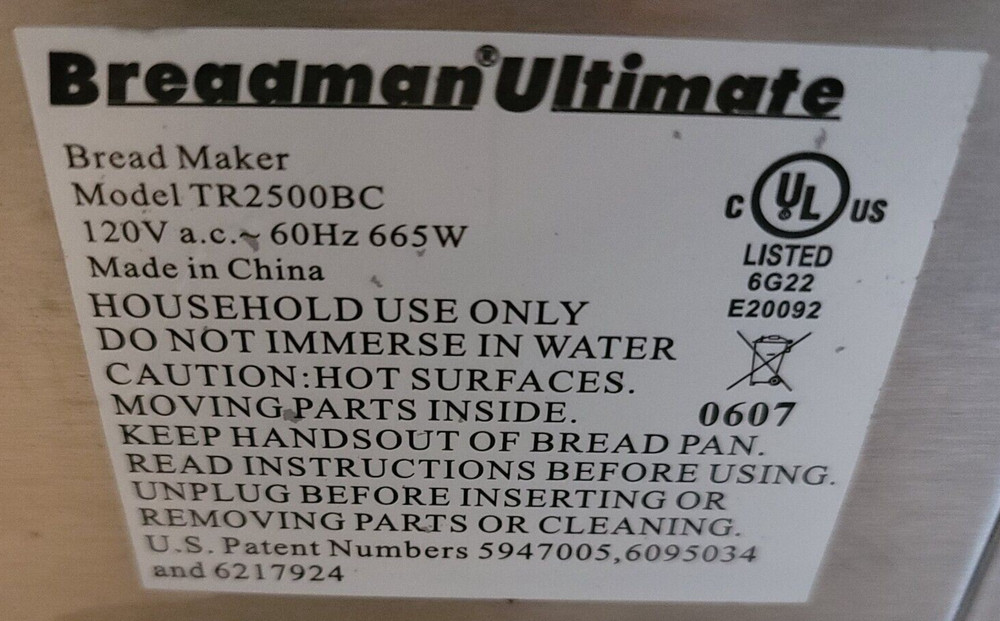 Breadman® Ultimate
Bread Maker
Model TR2500BC
120V a.c.~ 60Hz 665W
Made in China
HOUSEHOLD USE ONLY
DO NOT IMMERSE IN WATER
CAUTION:HOT SURFACES.
MOVING PARTS INSIDE.
KEEP HANDSOUT OF BREAD PAN.
READ INSTRUCTIONS BEFORE USING.
UNPLUG BEFORE INSERTING OR
REMOVING PARTS OR CLEANING.
U.S. Patent Numbers 5947005,6095034
and 6217924
C UL US
LISTED
6G22
E20092
0607